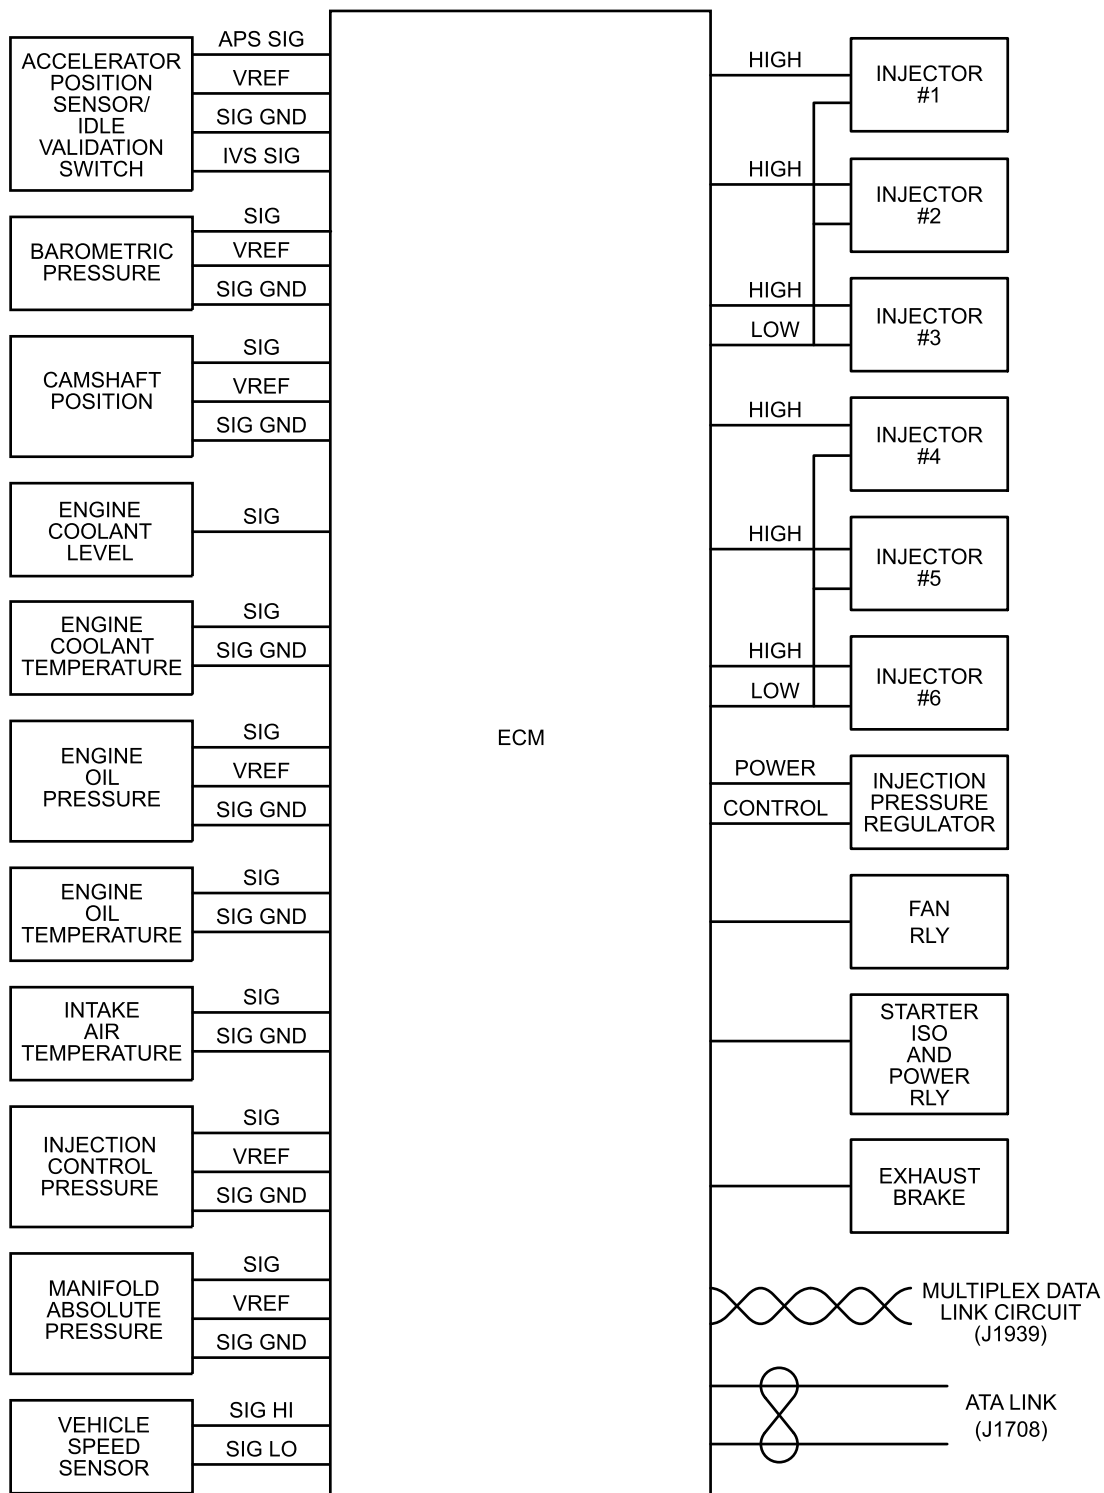 ACCELERATOR
POSITION
SENSOR/
IDLE
VALIDATION
SWITCH
APS SIG
VREF
SIG GND
IVS SIG
BAROMETRIC
PRESSURE
SIG
VREF
SIG GND
CAMSHAFT
POSITION
SIG
VREF
SIG GND
ENGINE
COOLANT
LEVEL
SIG
ENGINE
COOLANT
TEMPERATURE
SIG
SIG GND
ENGINE
OIL
PRESSURE
SIG
VREF
SIG GND
ENGINE
OIL
TEMPERATURE
SIG
SIG GND
INTAKE
AIR
TEMPERATURE
SIG
SIG GND
INJECTION
CONTROL
PRESSURE
SIG
VREF
SIG GND
MANIFOLD
ABSOLUTE
PRESSURE
SIG
VREF
SIG GND
VEHICLE
SPEED
SENSOR
SIG HI
SIG LO
ECM
HIGH
INJECTOR
#1
HIGH
INJECTOR
#2
HIGH
LOW
INJECTOR
#3
HIGH
INJECTOR
#4
HIGH
INJECTOR
#5
HIGH
LOW
INJECTOR
#6
POWER
CONTROL
INJECTION
PRESSURE
REGULATOR
FAN
RLY
STARTER
ISO
AND
POWER
RLY
EXHAUST
BRAKE
MULTIPLEX DATA
LINK CIRCUIT
(J1939)
ATA LINK
(J1708)